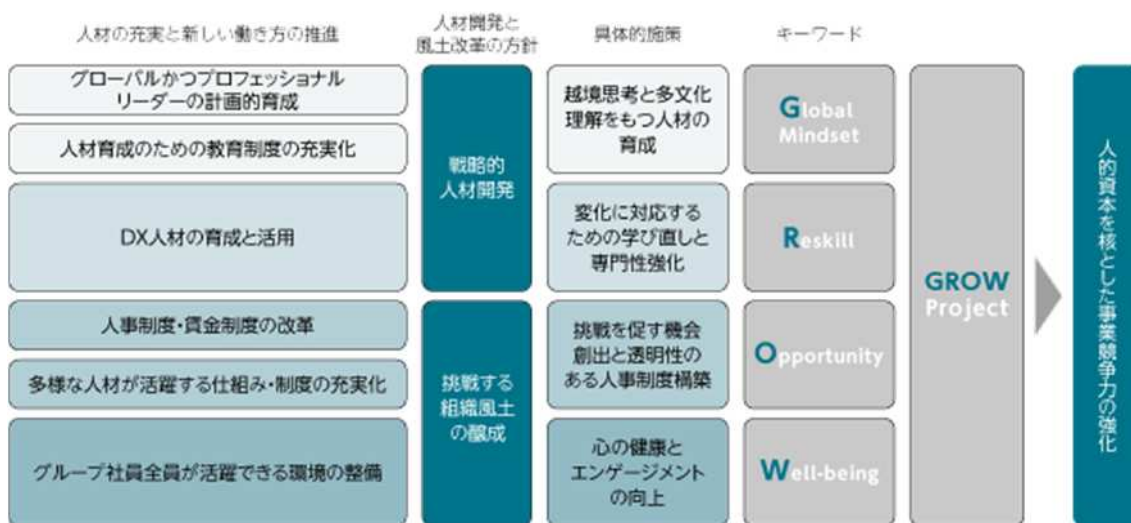 人材の充実と新しい働き方の推進
人材開発と
風土改革の方針
具体的施策
キーワード
グローバルかつプロフェッショナル
リーダーの計画的育成
人材育成のための教育制度の充実化
DX人材の育成と活用
人事制度・賃金制度の改革
多様な人材が活躍する仕組み・制度の充実化
グループ社員全員が活躍できる環境の整備
戦略的
人材開発
挑戦する
組織風土
の醸成
越境思考と多文化
理解をもつ人材の
育成
変化に対応する
ための学び直しと
専門性強化
挑戦を促す機会
創出と透明性の
ある人事制度構築
心の健康と
エンゲージメント
の向上
Global
Mindset
Reskill
Opportunity
Well-being
GROW
Project
人的資本を核とした事業競争力の強化